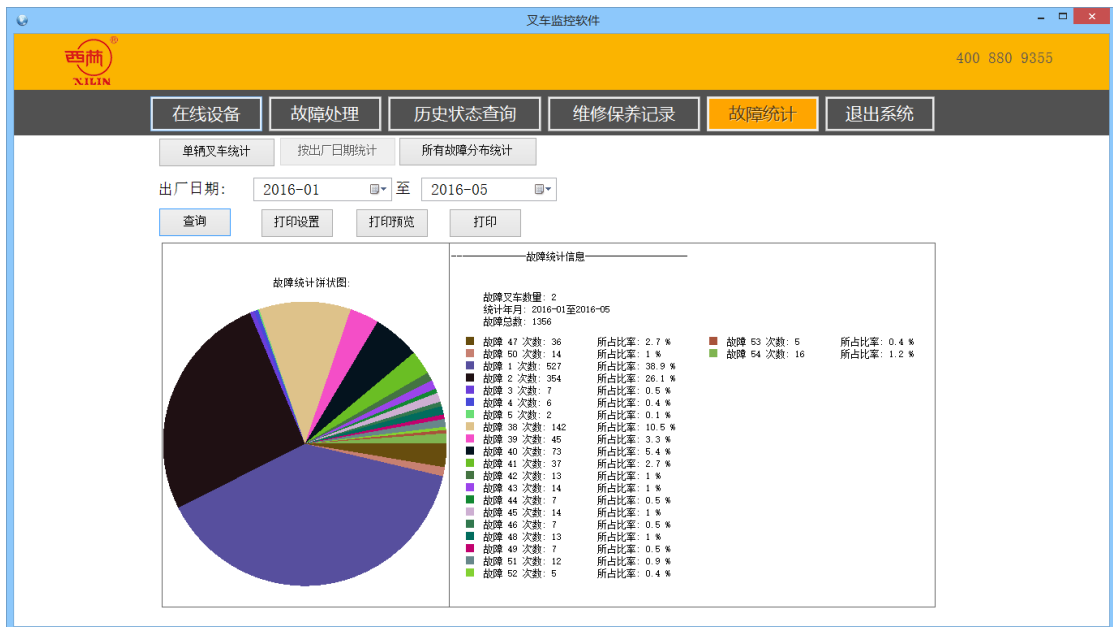 叉车监控软件
西林®
XILIN
400 880 9355
在线设备 故障处理 历史状态查询 维修保养记录 故障统计 退出系统
单辆叉车统计 按出厂日期统计 所有故障分布统计
出厂日期: 2016-01 至 2016-05
查询 打印设置 打印预览 打印
故障统计饼状图:
-----------故障统计信息-----------
故障叉车数量: 2
统计年月: 2016-01至2016-05
故障总数: 1356
故障 47 次数: 36 所占比率: 2.7 % 故障 53 次数: 5 所占比率: 0.4 %
故障 50 次数: 14 所占比率: 1 % 故障 54 次数: 16 所占比率: 1.2 %
故障 1 次数: 527 所占比率: 38.9 %
故障 2 次数: 354 所占比率: 26.1 %
故障 3 次数: 7 所占比率: 0.5 %
故障 4 次数: 6 所占比率: 0.4 %
故障 5 次数: 2 所占比率: 0.1 %
故障 38 次数: 142 所占比率: 10.5 %
故障 39 次数: 45 所占比率: 3.3 %
故障 40 次数: 73 所占比率: 5.4 %
故障 41 次数: 37 所占比率: 2.7 %
故障 42 次数: 13 所占比率: 1 %
故障 43 次数: 14 所占比率: 1 %
故障 44 次数: 7 所占比率: 0.5 %
故障 45 次数: 14 所占比率: 1 %
故障 46 次数: 7 所占比率: 0.5 %
故障 48 次数: 13 所占比率: 1 %
故障 49 次数: 7 所占比率: 0.5 %
故障 51 次数: 12 所占比率: 0.9 %
故障 52 次数: 5 所占比率: 0.4 %